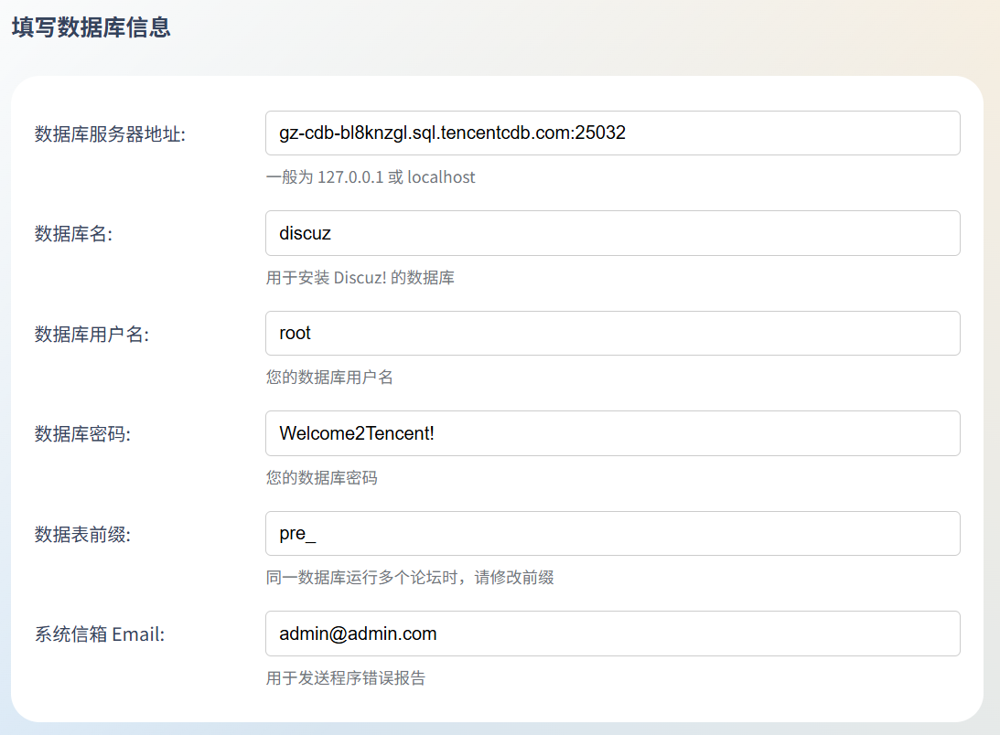 填写数据库信息
数据库服务器地址:
gz-cdb-bl8knzgl.sql.tencentcdb.com:25032
一般为 127.0.0.1 或 localhost
数据库名:
discuz
用于安装 Discuz! 的数据库
数据库用户名:
root
您的数据库用户名
数据库密码:
Welcome2Tencent!
您的数据库密码
数据表前缀:
pre_
同一数据库运行多个论坛时，请修改前缀
系统信箱 Email:
admin@admin.com
用于发送程序错误报告